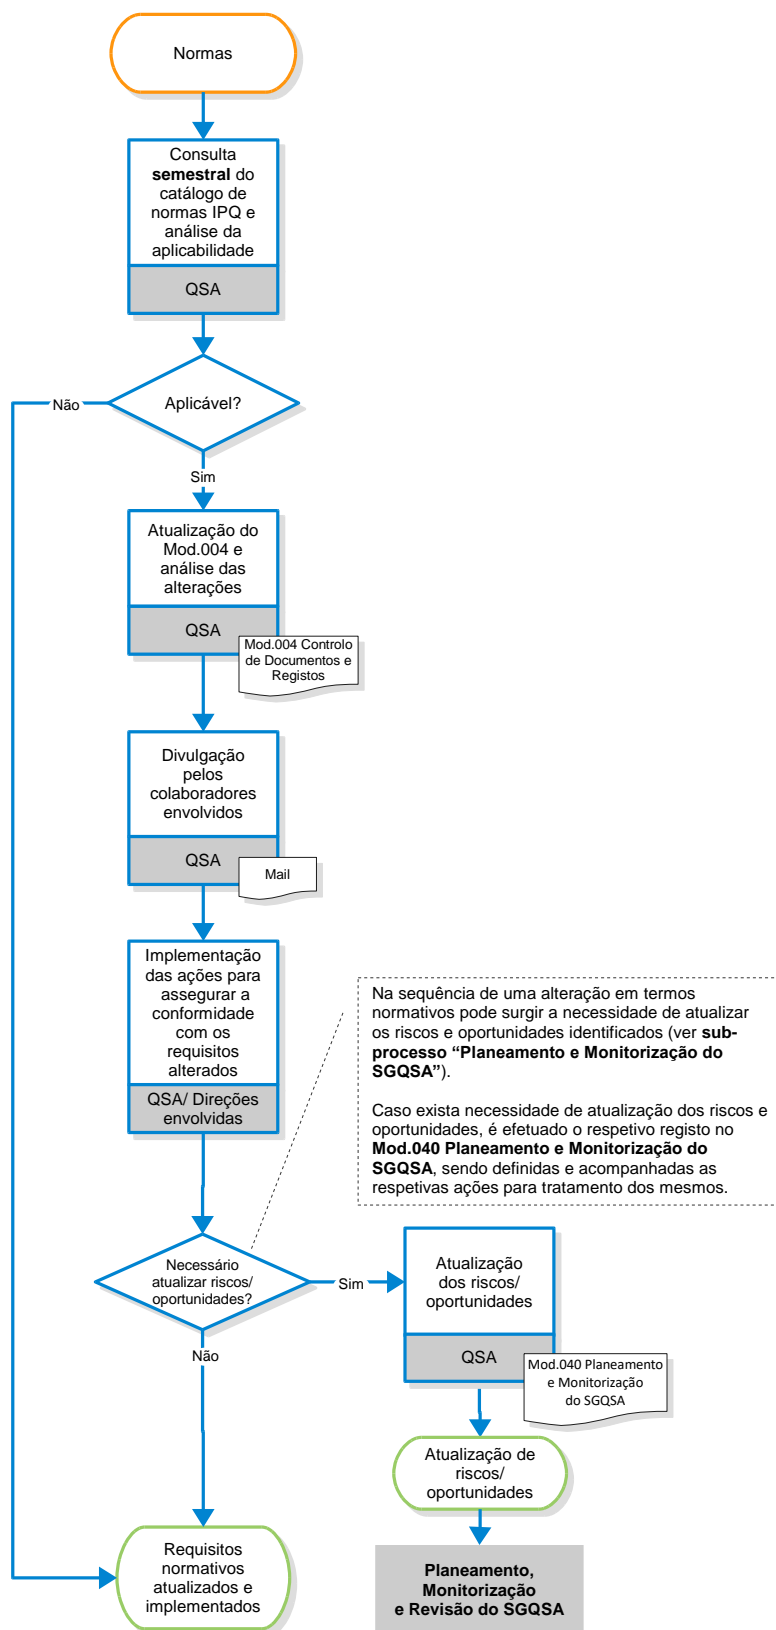 Normas
Consulta
semestral do
catálogo de
normas IPQ e
análise da
aplicabilidade
QSA
Não
Aplicável?
Sim
Atualização do
Mod.004 e
análise das
alterações
QSA
Mod.004 Controlo
de Documentos e
Registos
Divulgação
pelos
colaboradores
envolvidos
QSA
Mail
Implementação
das ações para
assegurar a
conformidade
com os
requisitos
alterados
QSA/ Direções
envolvidas
Na sequência de uma alteração em termos
normativos pode surgir a necessidade de atualizar
os riscos e oportunidades identificados (ver sub-
processo “Planeamento e Monitorização do
SGQSA”).
Caso exista necessidade de atualização dos riscos e
oportunidades, é efetuado o respetivo registo no
Mod.040 Planeamento e Monitorização do
SGQSA, sendo definidas e acompanhadas as
respetivas ações para tratamento dos mesmos.
Necessário
atualizar riscos/
oportunidades?
Sim
Atualização
dos riscos/
oportunidades
QSA
Mod.040 Planeamento
e Monitorização
do SGQSA
Não
Atualização de
riscos/
oportunidades
Requisitos
normativos
atualizados e
implementados
Planeamento,
Monitorização
e Revisão do SGQSA